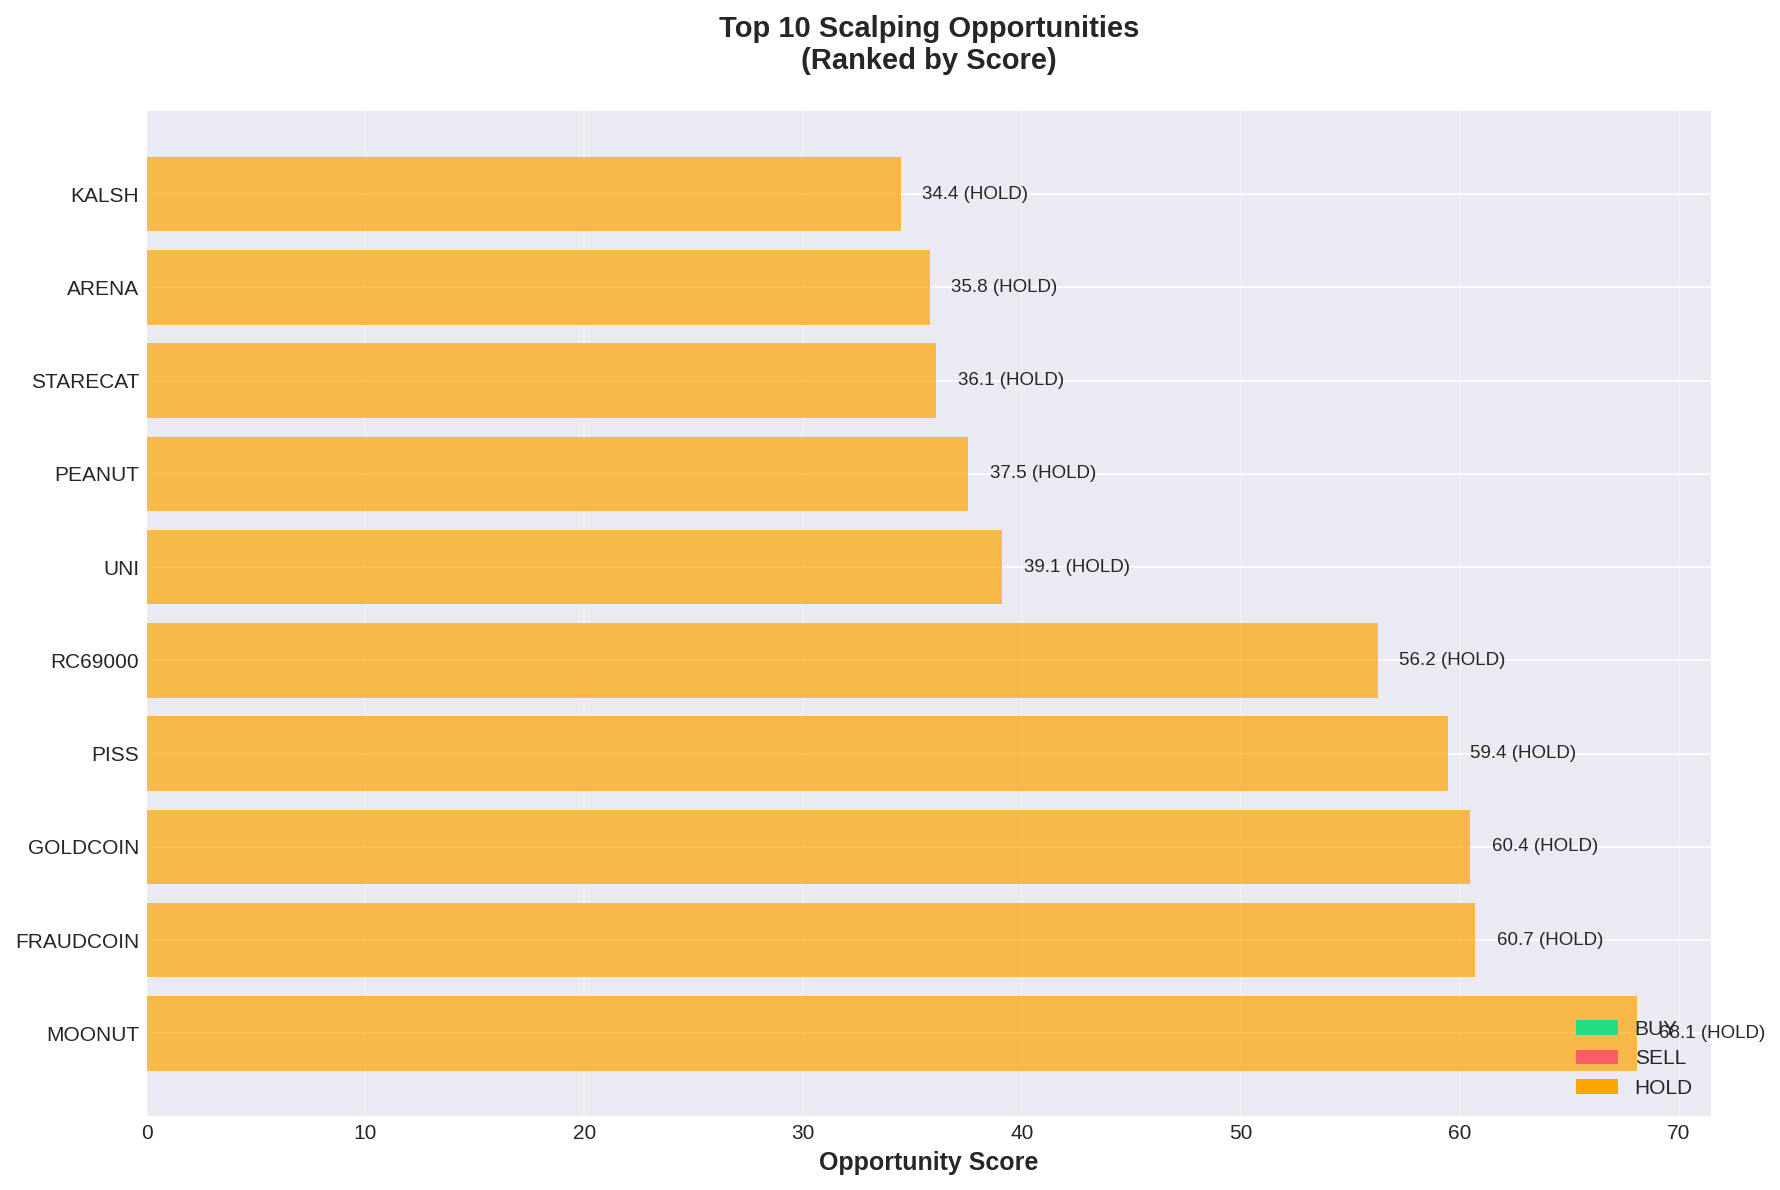 Top 10 Scalping Opportunities
(Ranked by Score)
KALSH
34.4 (HOLD)
ARENA
35.8 (HOLD)
STARECAT
36.1 (HOLD)
PEANUT
37.5 (HOLD)
UNI
39.1 (HOLD)
RC69000
56.2 (HOLD)
PISS
59.4 (HOLD)
GOLDCOIN
60.4 (HOLD)
FRAUDCOIN
60.7 (HOLD)
MOONUT
68.1 (HOLD)
BUY
SELL
HOLD
0 10 20 30 40 50 60 70
Opportunity Score